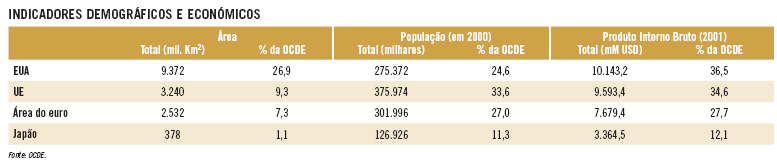 INDICADORES DEMOGRÁFICOS E ECONÓMICOS
Área População (em 2000) Produto Interno Bruto (2001)
Total (mil. Km²) % da OCDE Total (milhares) % da OCDE Total (mM USD) % da OCDE
EUA 9.372 26,9 275.372 24,6 10.143,2 36,5
UE 3.240 9,3 375.974 33,6 9.593,4 34,6
Área do euro 2.532 7,3 301.996 27,0 7.679,4 27,7
Japão 378 1,1 126.926 11,3 3.364,5 12,1
Fonte: OCDE.